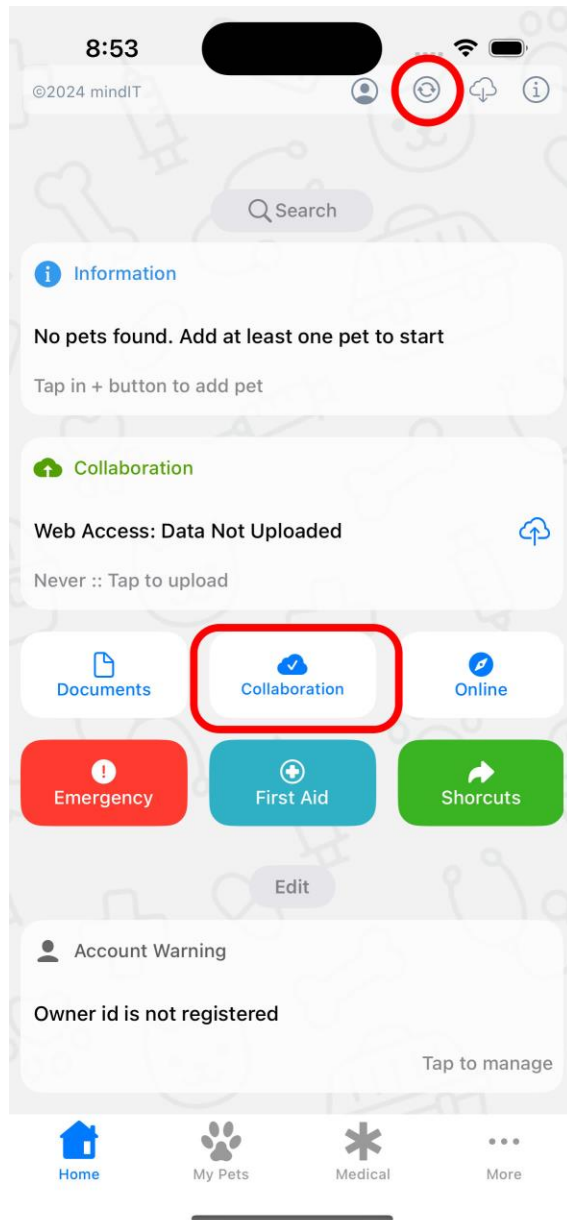 8:53
©2024 mindIT
Search
Information
No pets found. Add at least one pet to start
Tap in + button to add pet
Collaboration
Web Access: Data Not Uploaded
Never :: Tap to upload
Documents
Collaboration
Online
Emergency
First Aid
Shorcuts
Edit
Account Warning
Owner id is not registered
Tap to manage
Home
My Pets
Medical
More